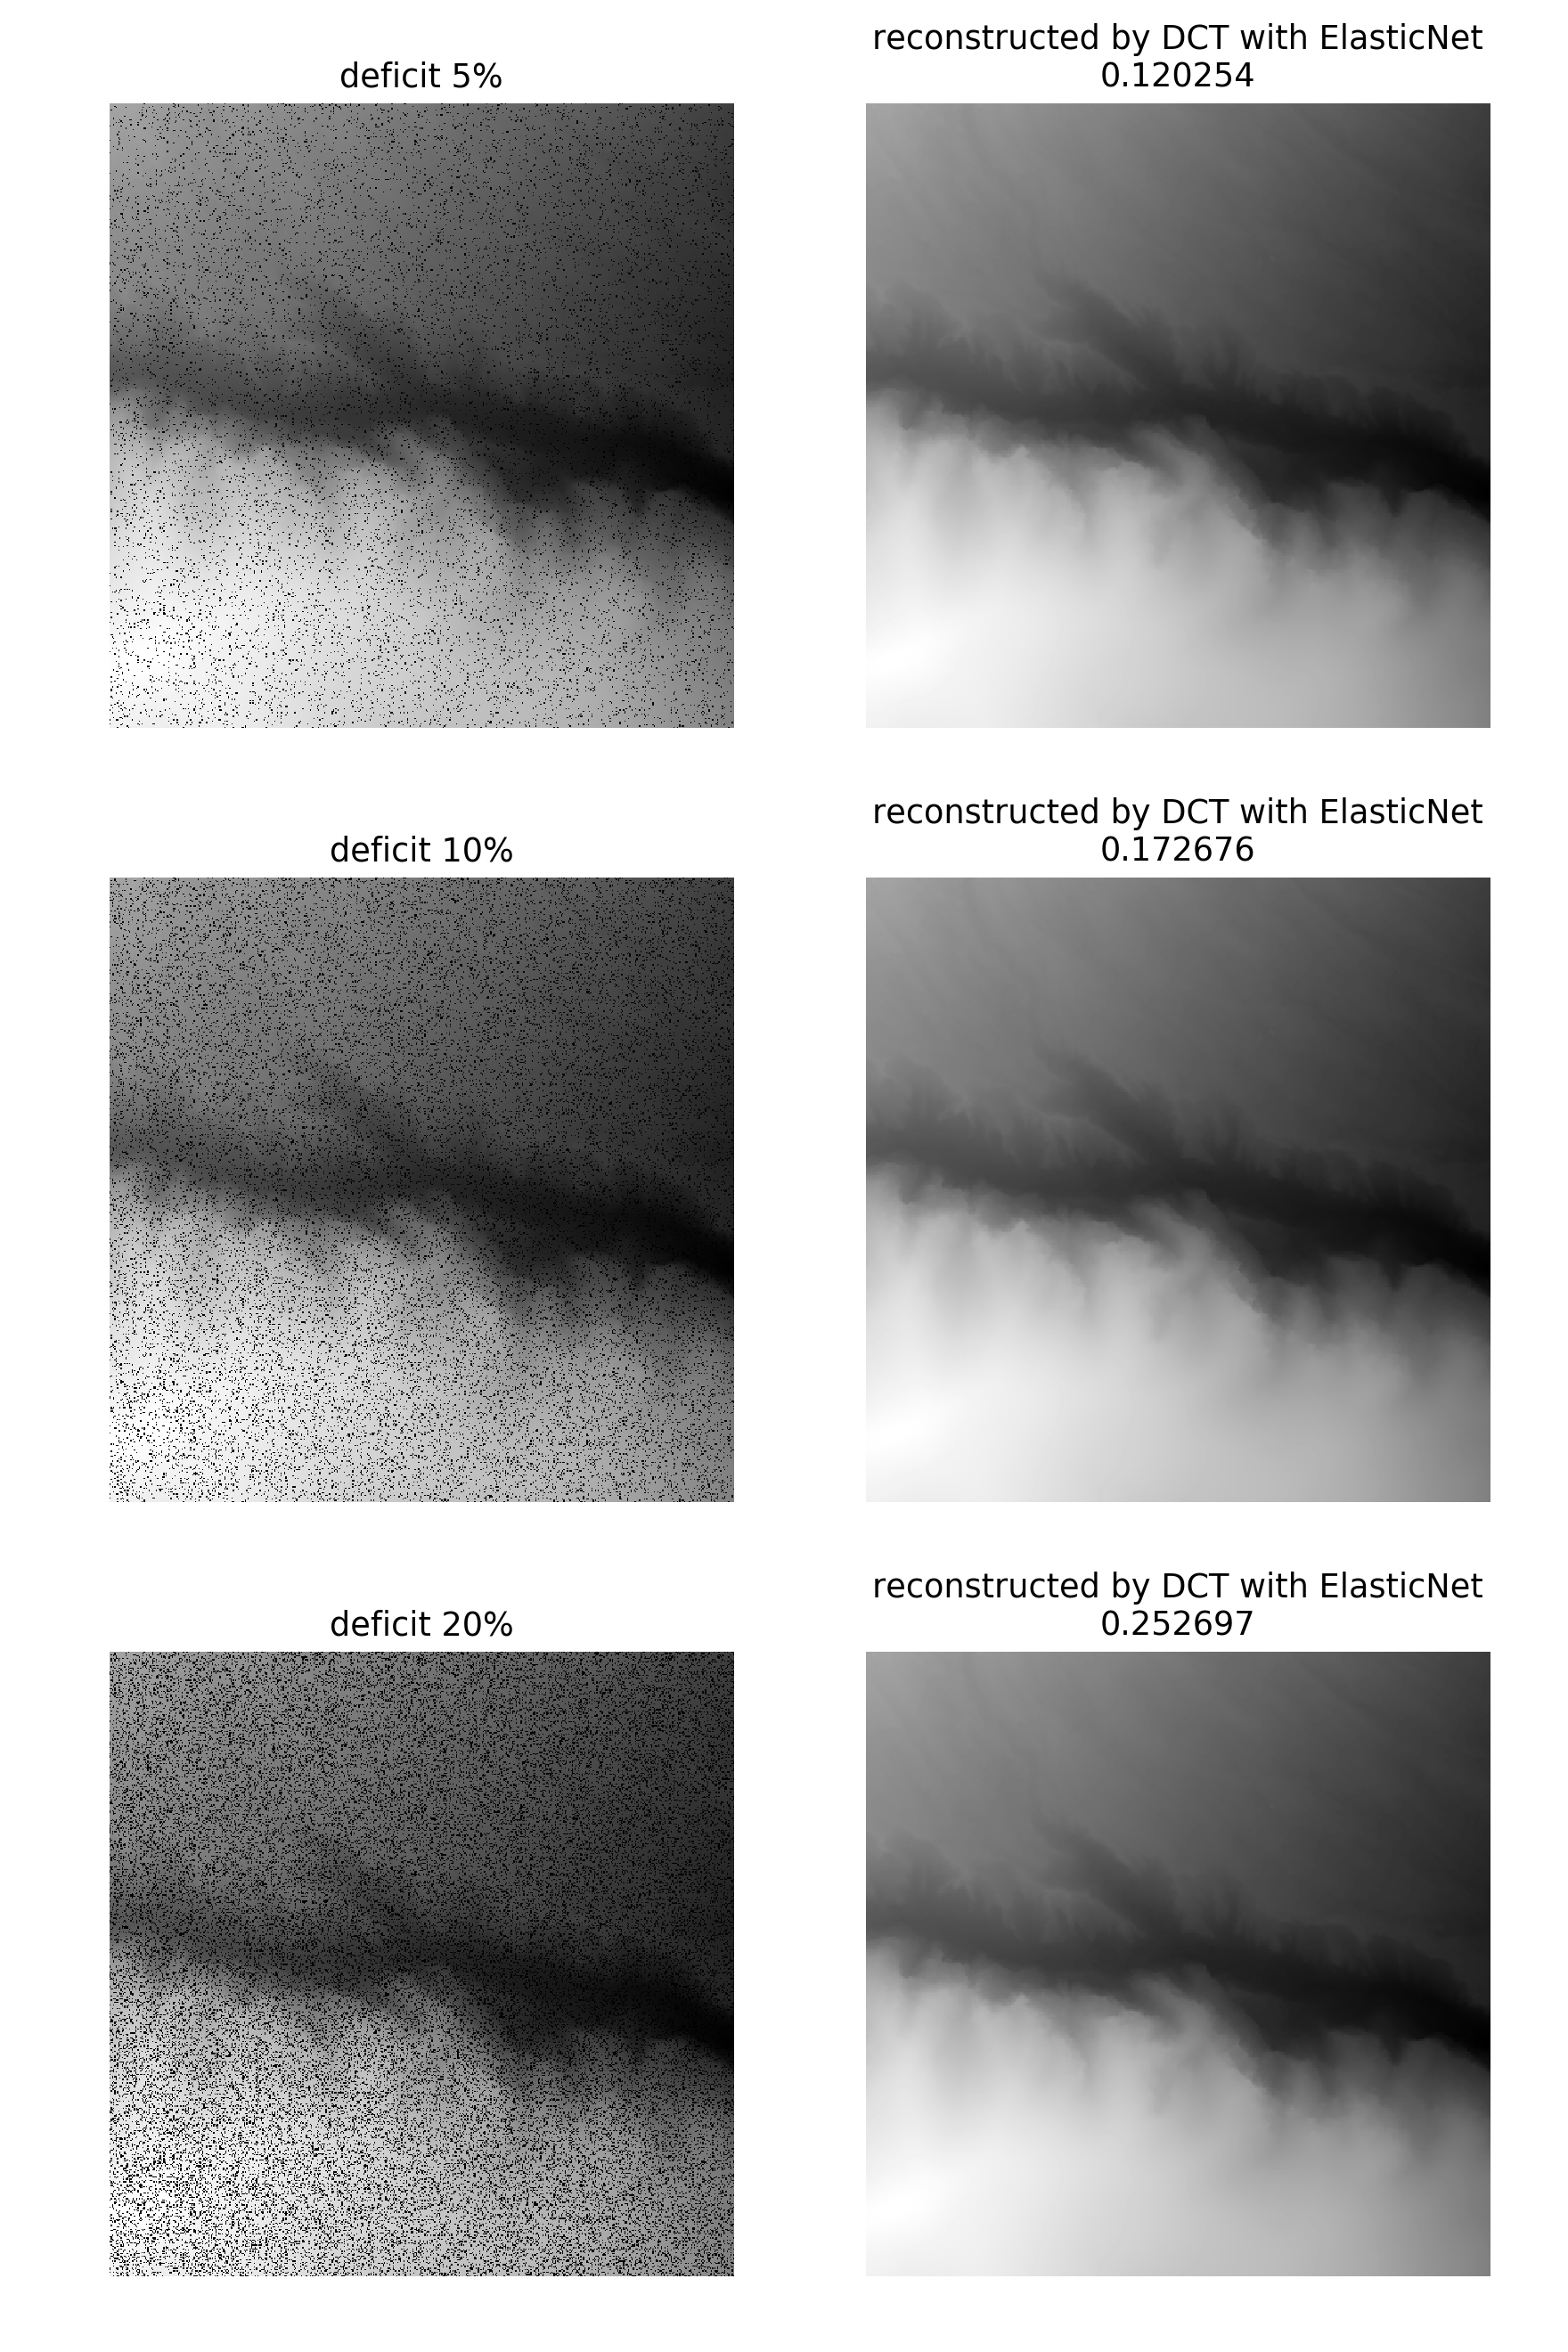 deficit 5%
reconstructed by DCT with ElasticNet
0.120254
deficit 10%
reconstructed by DCT with ElasticNet
0.172676
deficit 20%
reconstructed by DCT with ElasticNet
0.252697